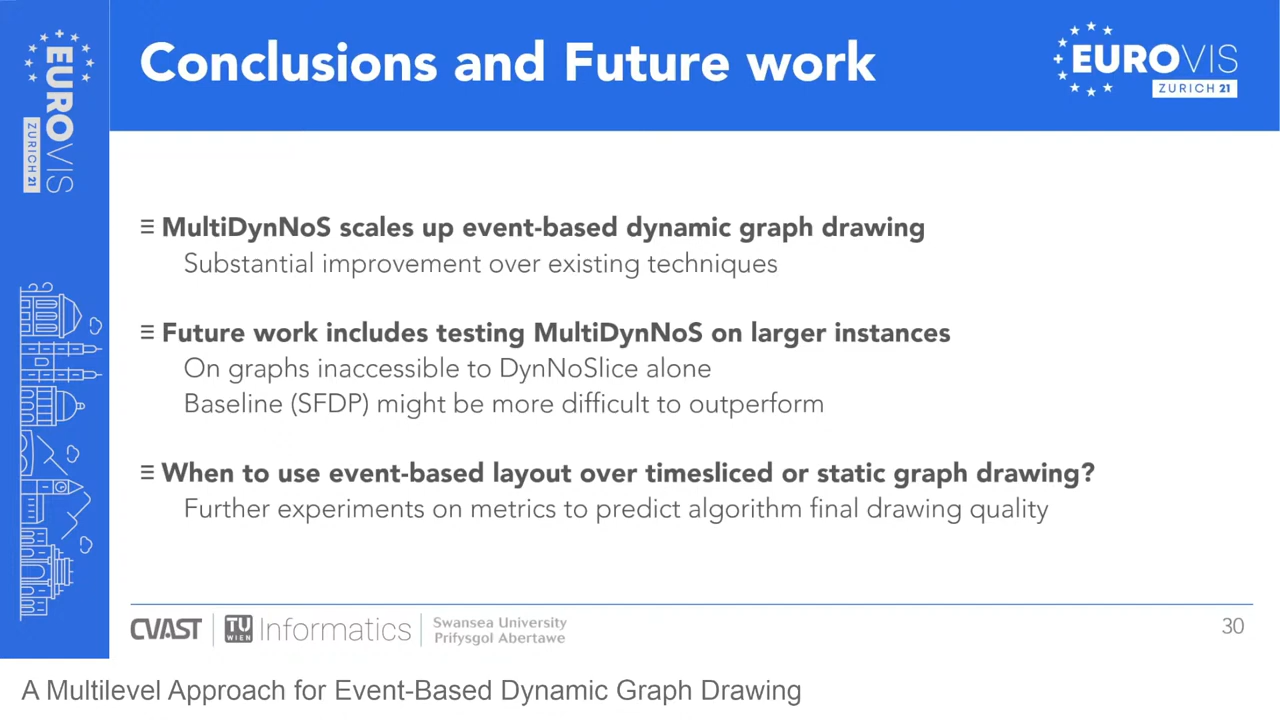 EUROVIS
ZURICH 21
Conclusions and Future work
EUROVIS
ZURICH 21
≡ MultiDynNoS scales up event-based dynamic graph drawing
Substantial improvement over existing techniques
≡ Future work includes testing MultiDynNoS on larger instances
On graphs inaccessible to DynNoSlice alone
Baseline (SFDP) might be more difficult to outperform
≡ When to use event-based layout over timesliced or static graph drawing?
Further experiments on metrics to predict algorithm final drawing quality
CVAST
TU WIEN Informatics
Swansea University
Prifysgol Abertawe
30
A Multilevel Approach for Event-Based Dynamic Graph Drawing